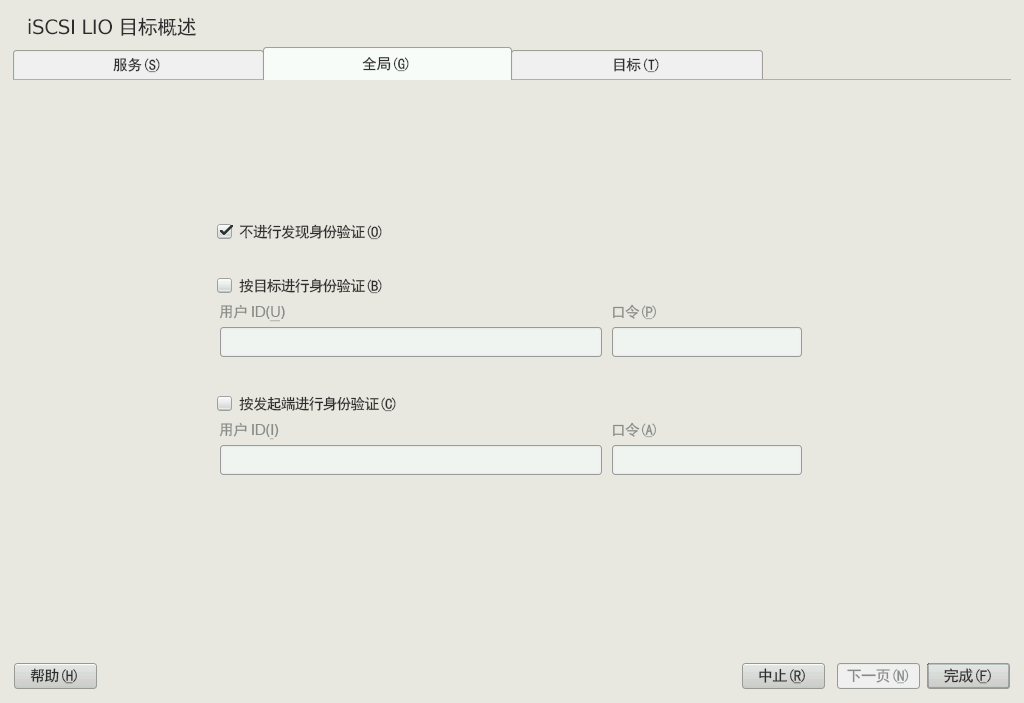 iSCSI LIO 目标概述
服务(S) 全局(G) 目标(T)
不进行发现身份验证(O)
按目标进行身份验证(B)
用户 ID(U) 口令(P)
按发起端进行身份验证(C)
用户 ID(I) 口令(A)
帮助(H) 中止(R) 下一页(N) 完成(F)